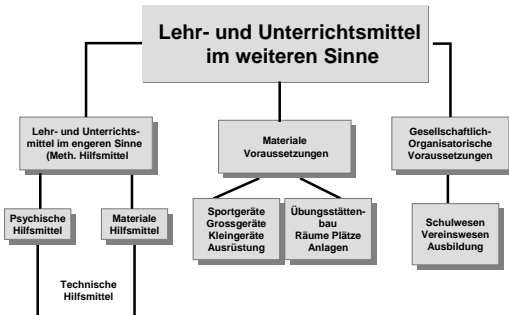 Lehr- und Unterrichtsmittel
im weiteren Sinne
Lehr- und Unterrichts-
mittel im engeren Sinne
(Meth. Hilfsmittel
Materiale
Voraussetzungen
Gesellschaftlich-
Organisatorische
Voraussetzungen
Psychische
Hilfsmittel
Materiale
Hilfsmittel
Sportgeräte
Grossgeräte
Kleingeräte
Ausrüstung
Übungsstätten-
bau
Räume Plätze
Anlagen
Schulwesen
Vereinswesen
Ausbildung
Technische
Hilfsmittel